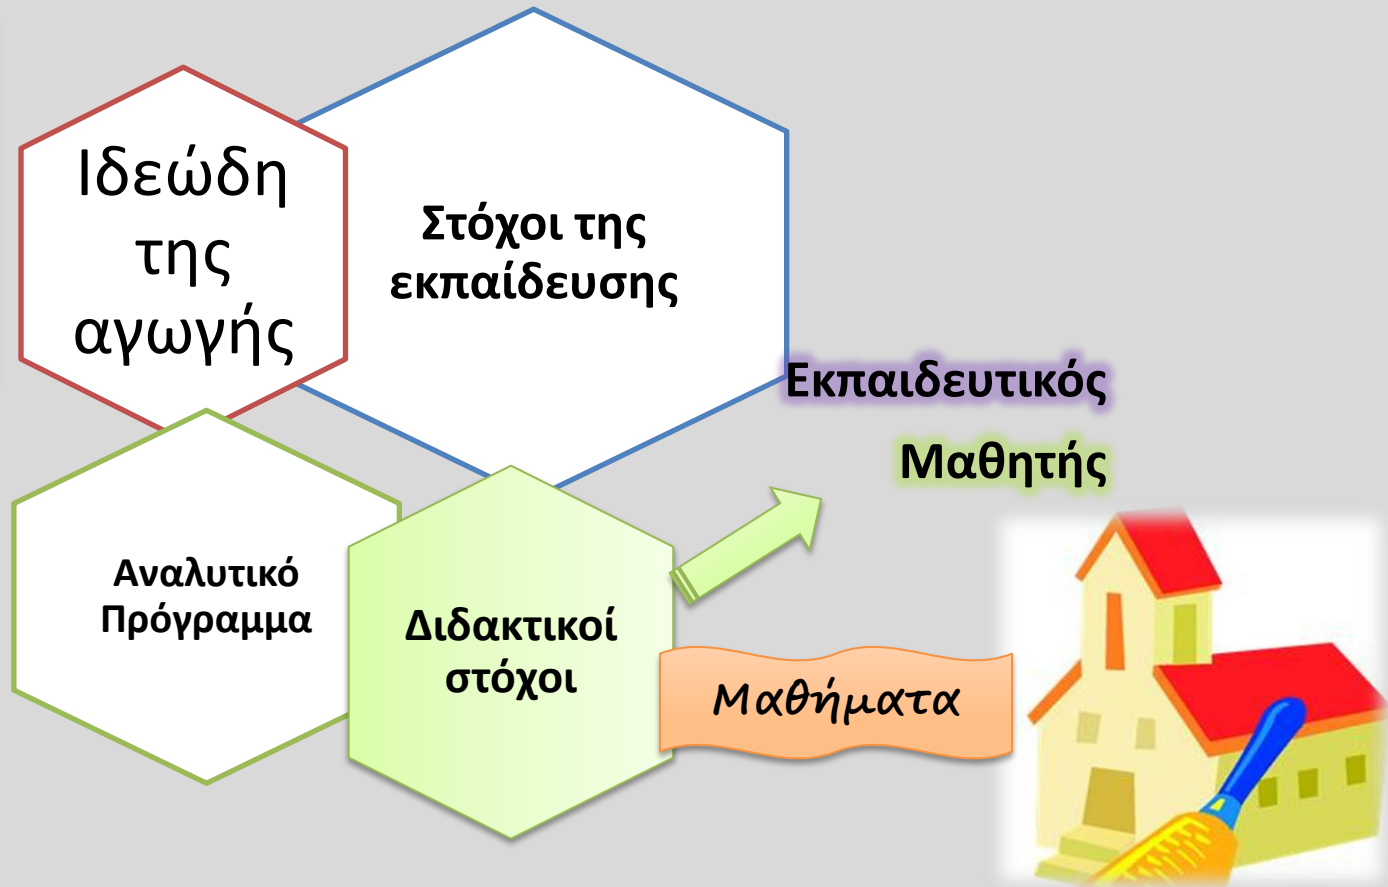 Ιδεώδη
της
αγωγής
Στόχοι της
εκπαίδευσης
Εκπαιδευτικός
Μαθητής
Αναλυτικό
Πρόγραμμα
Διδακτικοί
στόχοι
Μαθήματα